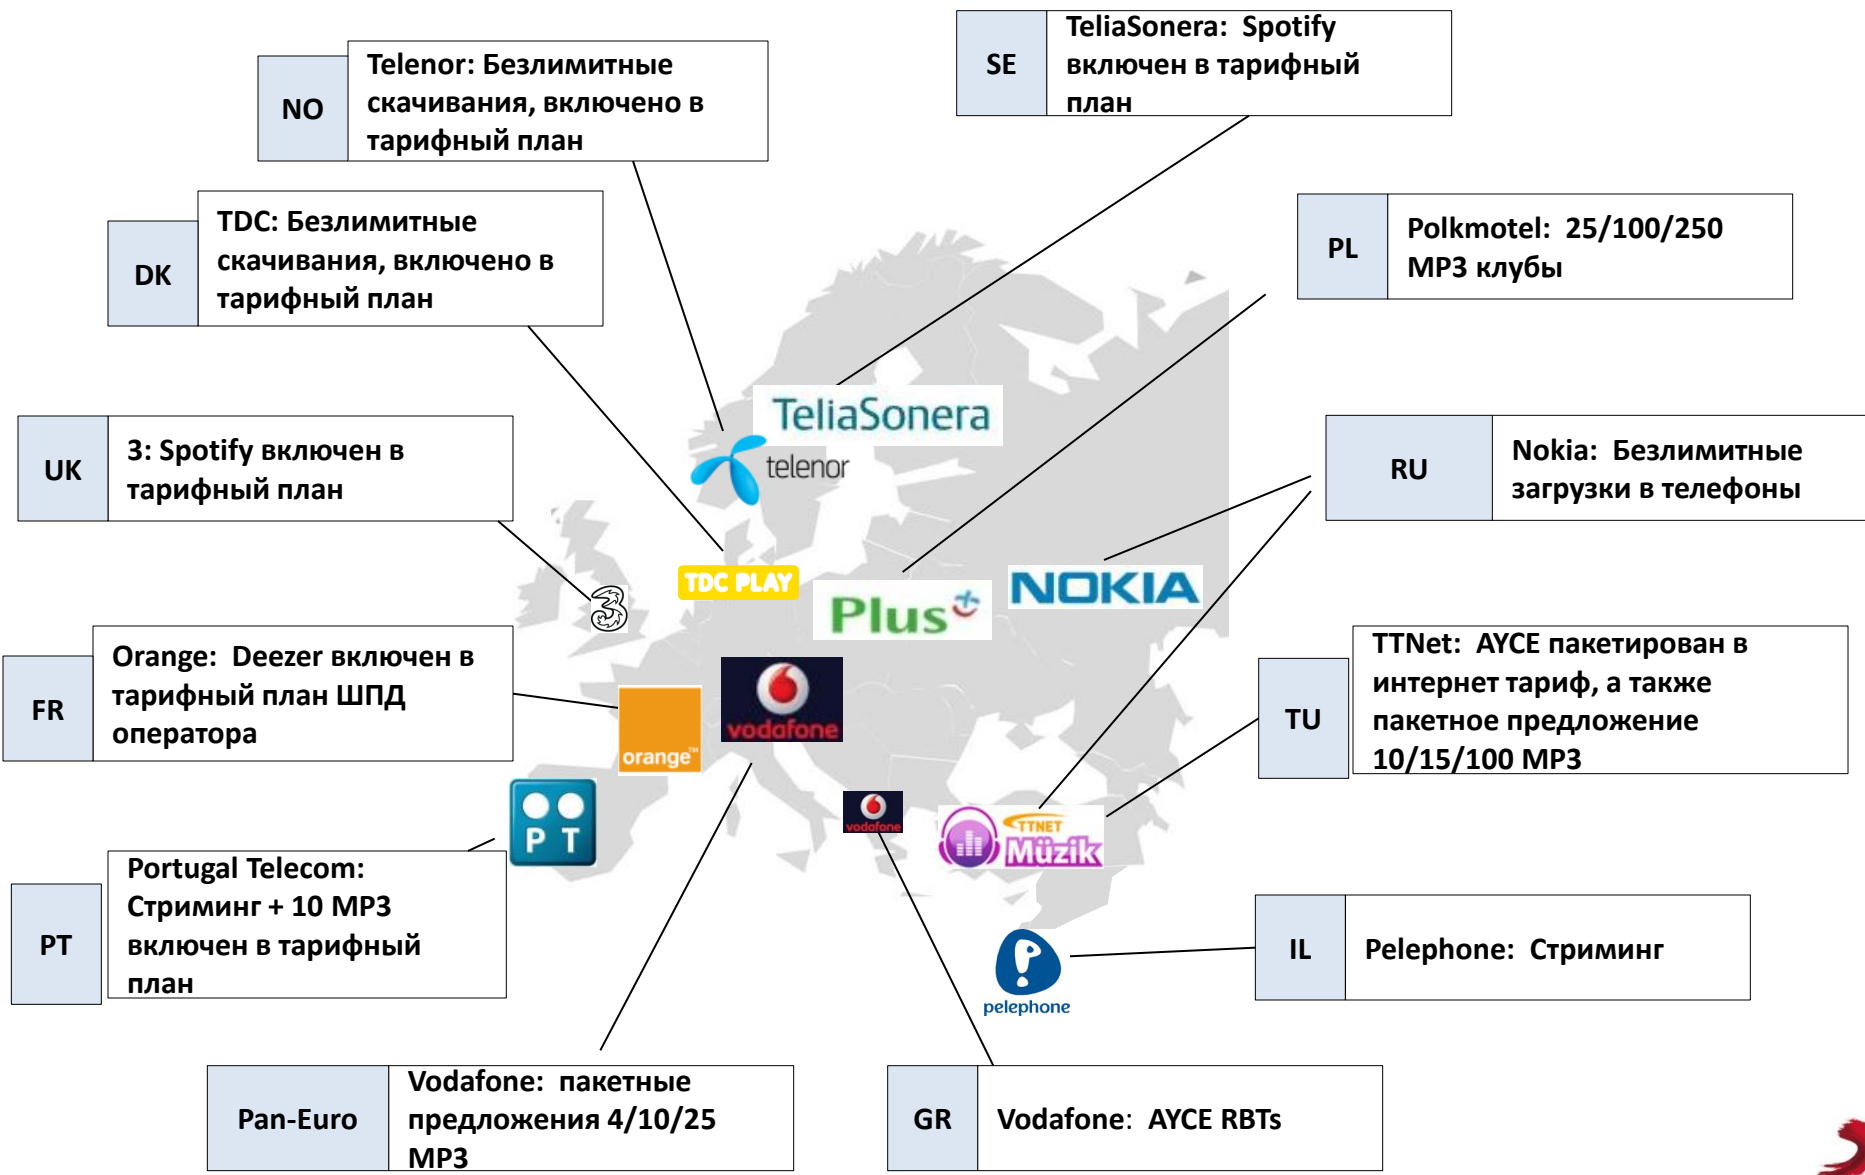 NO
Telenor: Безлимитные
скачивания, включено в
тарифный план
SE
TeliaSonera: Spotify
включен в тарифный
план
DK
TDC: Безлимитные
скачивания, включено в
тарифный план
PL
Polkmotel: 25/100/250
MP3 клубы
UK
3: Spotify включен в
тарифный план
RU
Nokia: Безлимитные
загрузки в телефоны
FR
Orange: Deezer включен в
тарифный план ШПД
оператора
TU
TTNet: AYCE пакетирован в
интернет тариф, а также
пакетное предложение
10/15/100 MP3
PT
Portugal Telecom:
Стриминг + 10 MP3
включен в тарифный
план
IL
Pelephone: Стриминг
Pan-Euro
Vodafone: пакетные
предложения 4/10/25
MP3
GR
Vodafone: AYCE RBTs
TeliaSonera
telenor
TDC PLAY
3
Plus
NOKIA
orange™
vodafone
PT
vodafone
TTNET
Müzik
pelephone